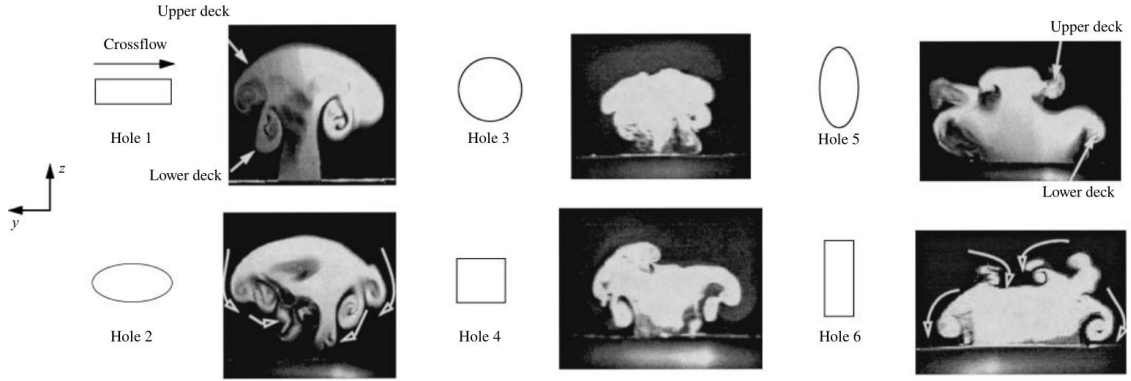 Upper deck
Crossflow
Hole 1
Lower deck
Hole 3
Upper deck
Hole 5
Lower deck
z
y
Hole 2
Hole 4
Hole 6